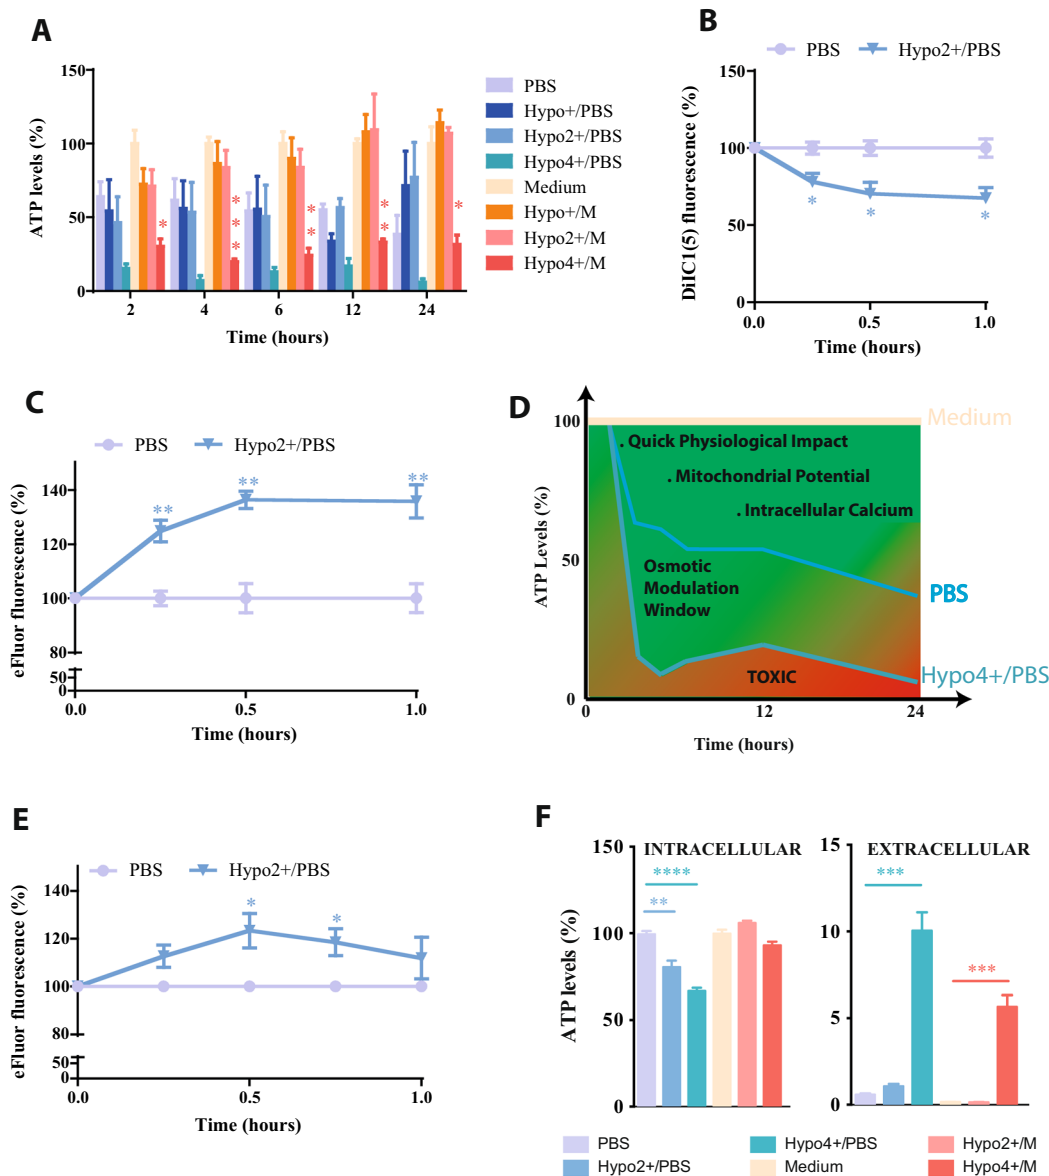 A
150
100
50
0
ATP levels (%)
2
4
6
12
24
Time (hours)
*
***
**
**
*
PBS
Hypo+/PBS
Hypo2+/PBS
Hypo4+/PBS
Medium
Hypo+/M
Hypo2+/M
Hypo4+/M
B
PBS
Hypo2+/PBS
150
100
50
0
DiIC1(5) fluorescence (%)
*
*
*
0.0
0.5
1.0
Time (hours)
C
PBS
Hypo2+/PBS
140
120
100
80
50
0
eFluor fluorescence (%)
**
**
**
0.0
0.5
1.0
Time (hours)
D
100
50
0
ATP Levels (%)
Medium
. Quick Physiological Impact
. Mitochondrial Potential
. Intracellular Calcium
Osmotic
Modulation
Window
PBS
TOXIC
Hypo4+/PBS
0
12
24
Time (hours)
E
PBS
Hypo2+/PBS
140
120
100
80
50
0
eFluor fluorescence (%)
*
*
0.0
0.5
1.0
Time (hours)
F
150
100
50
0
ATP levels (%)
INTRACELLULAR
****
**
15
10
5
0
EXTRACELLULAR
***
***
PBS
Hypo4+/PBS
Hypo2+/M
Hypo2+/PBS
Medium
Hypo4+/M